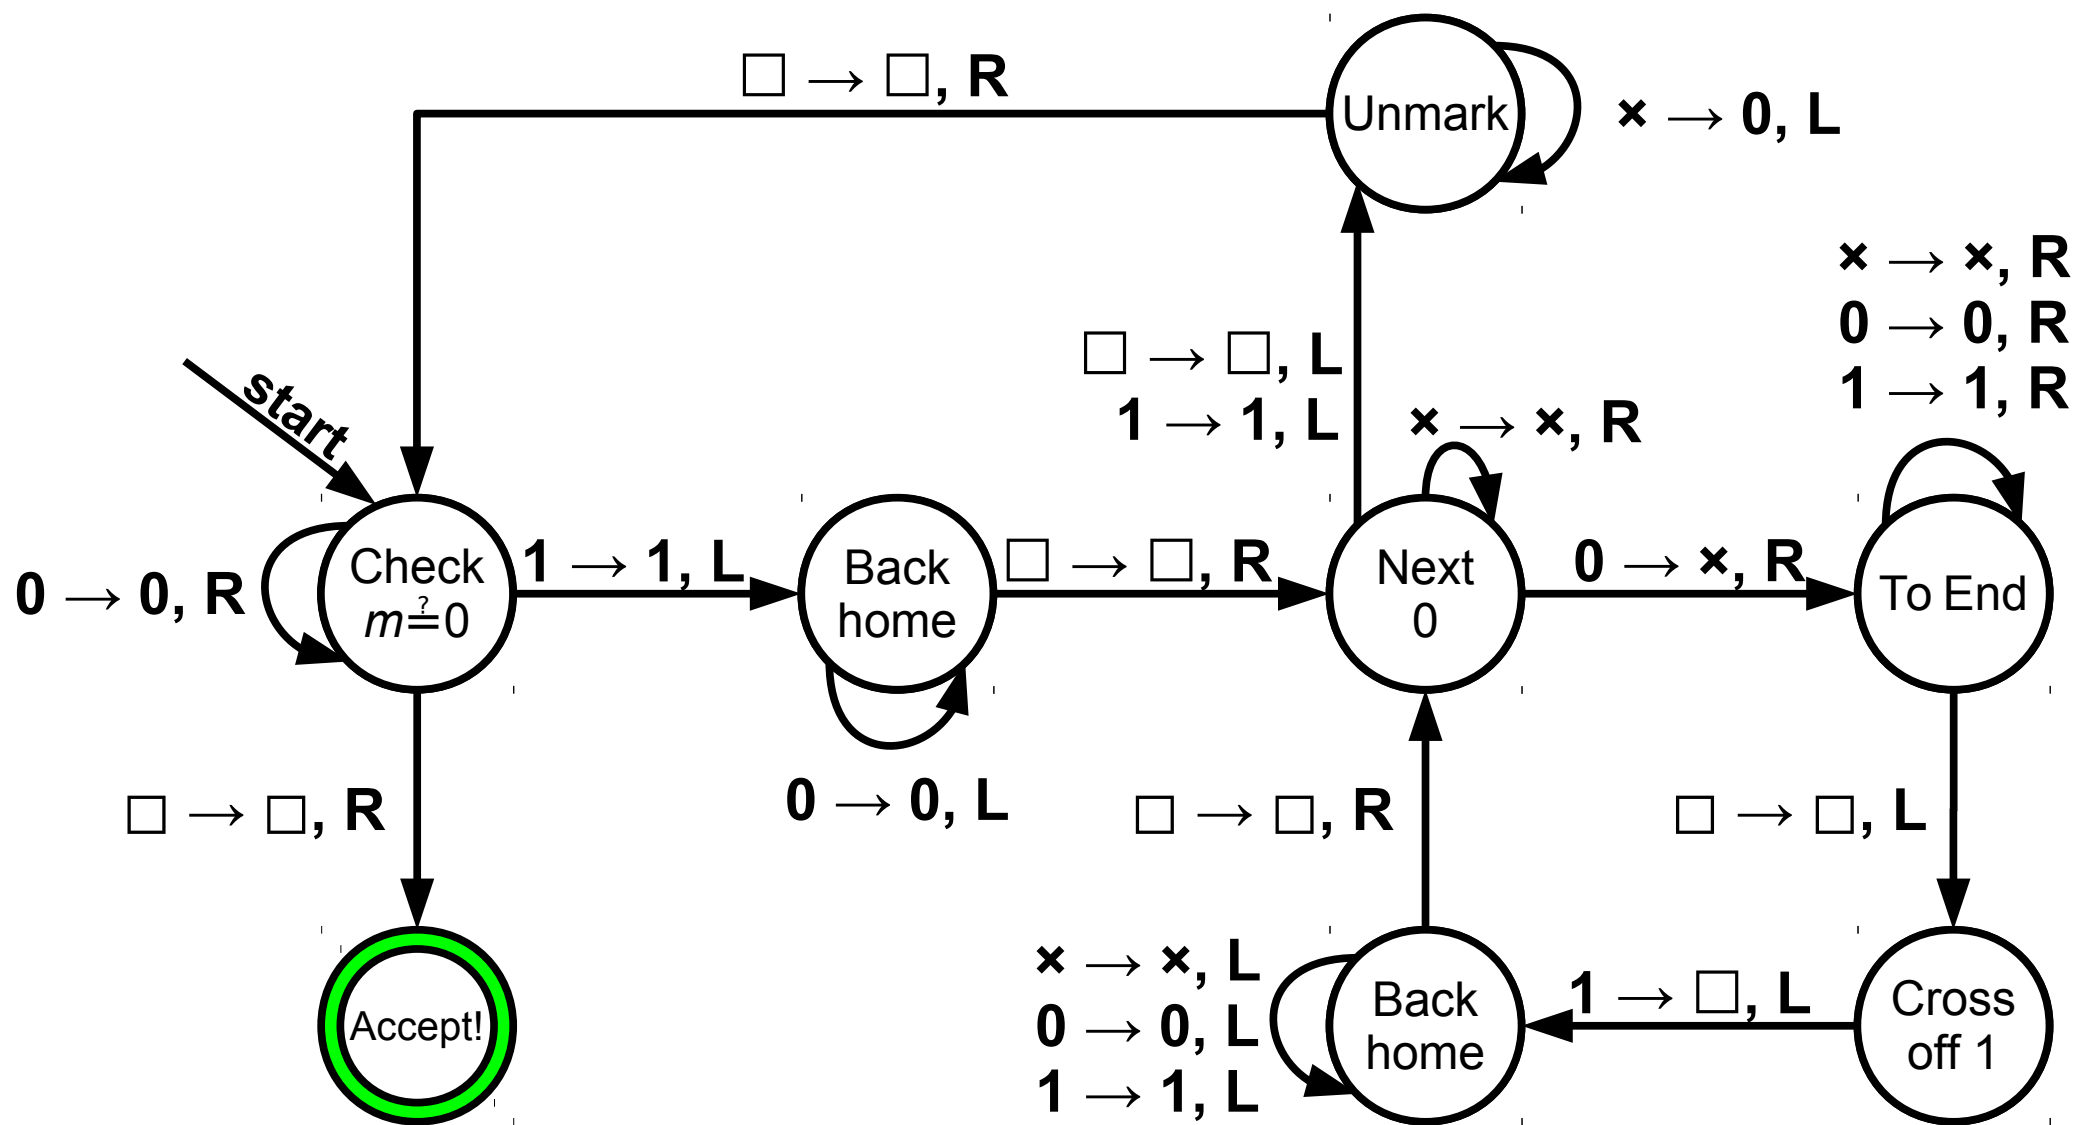 □ → □, R
Unmark
× → 0, L
× → ×, R
0 → 0, R
1 → 1, R
□ → □, L
1 → 1, L
× → ×, R
start
0 → 0, R
Check
m ≟ 0
1 → 1, L
Back
home
□ → □, R
Next
0
0 → ×, R
To End
0 → 0, L
□ → □, R
□ → □, R
□ → □, L
Accept!
× → ×, L
0 → 0, L
1 → 1, L
Back
home
1 → □, L
Cross
off 1